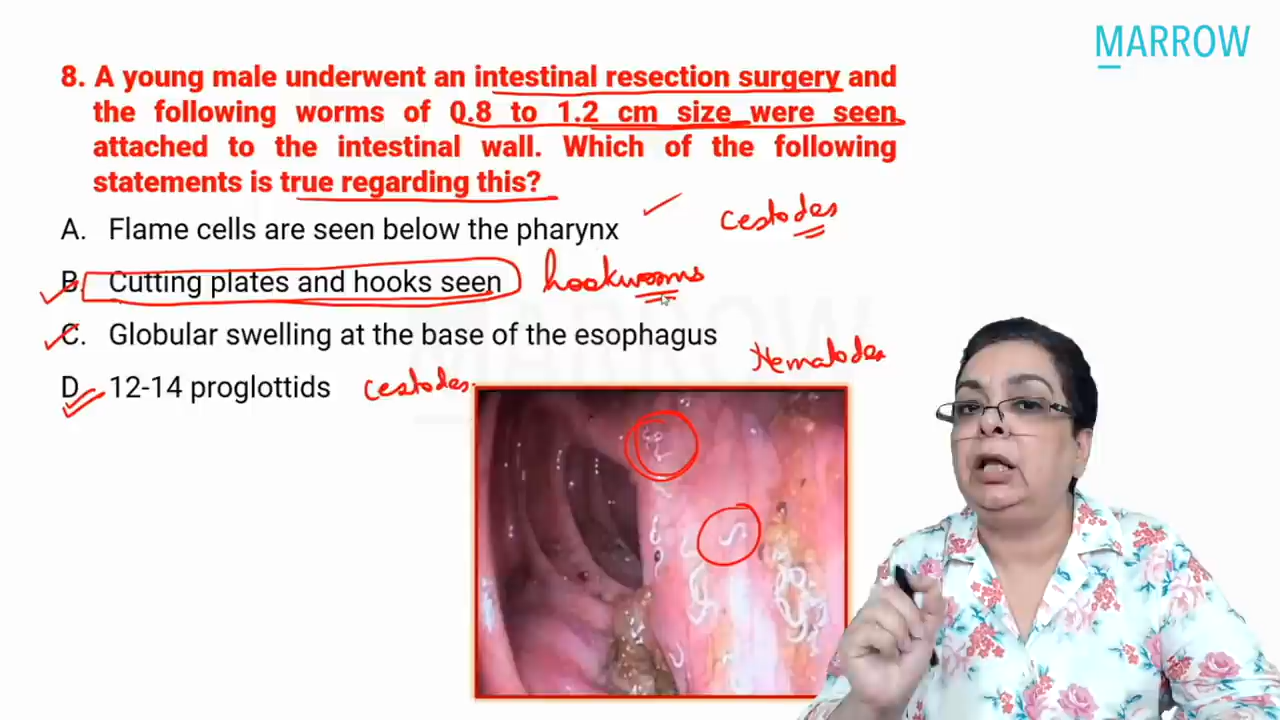 MARROW
8. A young male underwent an intestinal resection surgery and
the following worms of 0.8 to 1.2 cm size were seen
attached to the intestinal wall. Which of the following
statements is true regarding this?
A. Flame cells are seen below the pharynx
cestodes
B. Cutting plates and hooks seen
hookworms
C. Globular swelling at the base of the esophagus
Nematodes
D. 12-14 proglottids
cestodes
MARROW